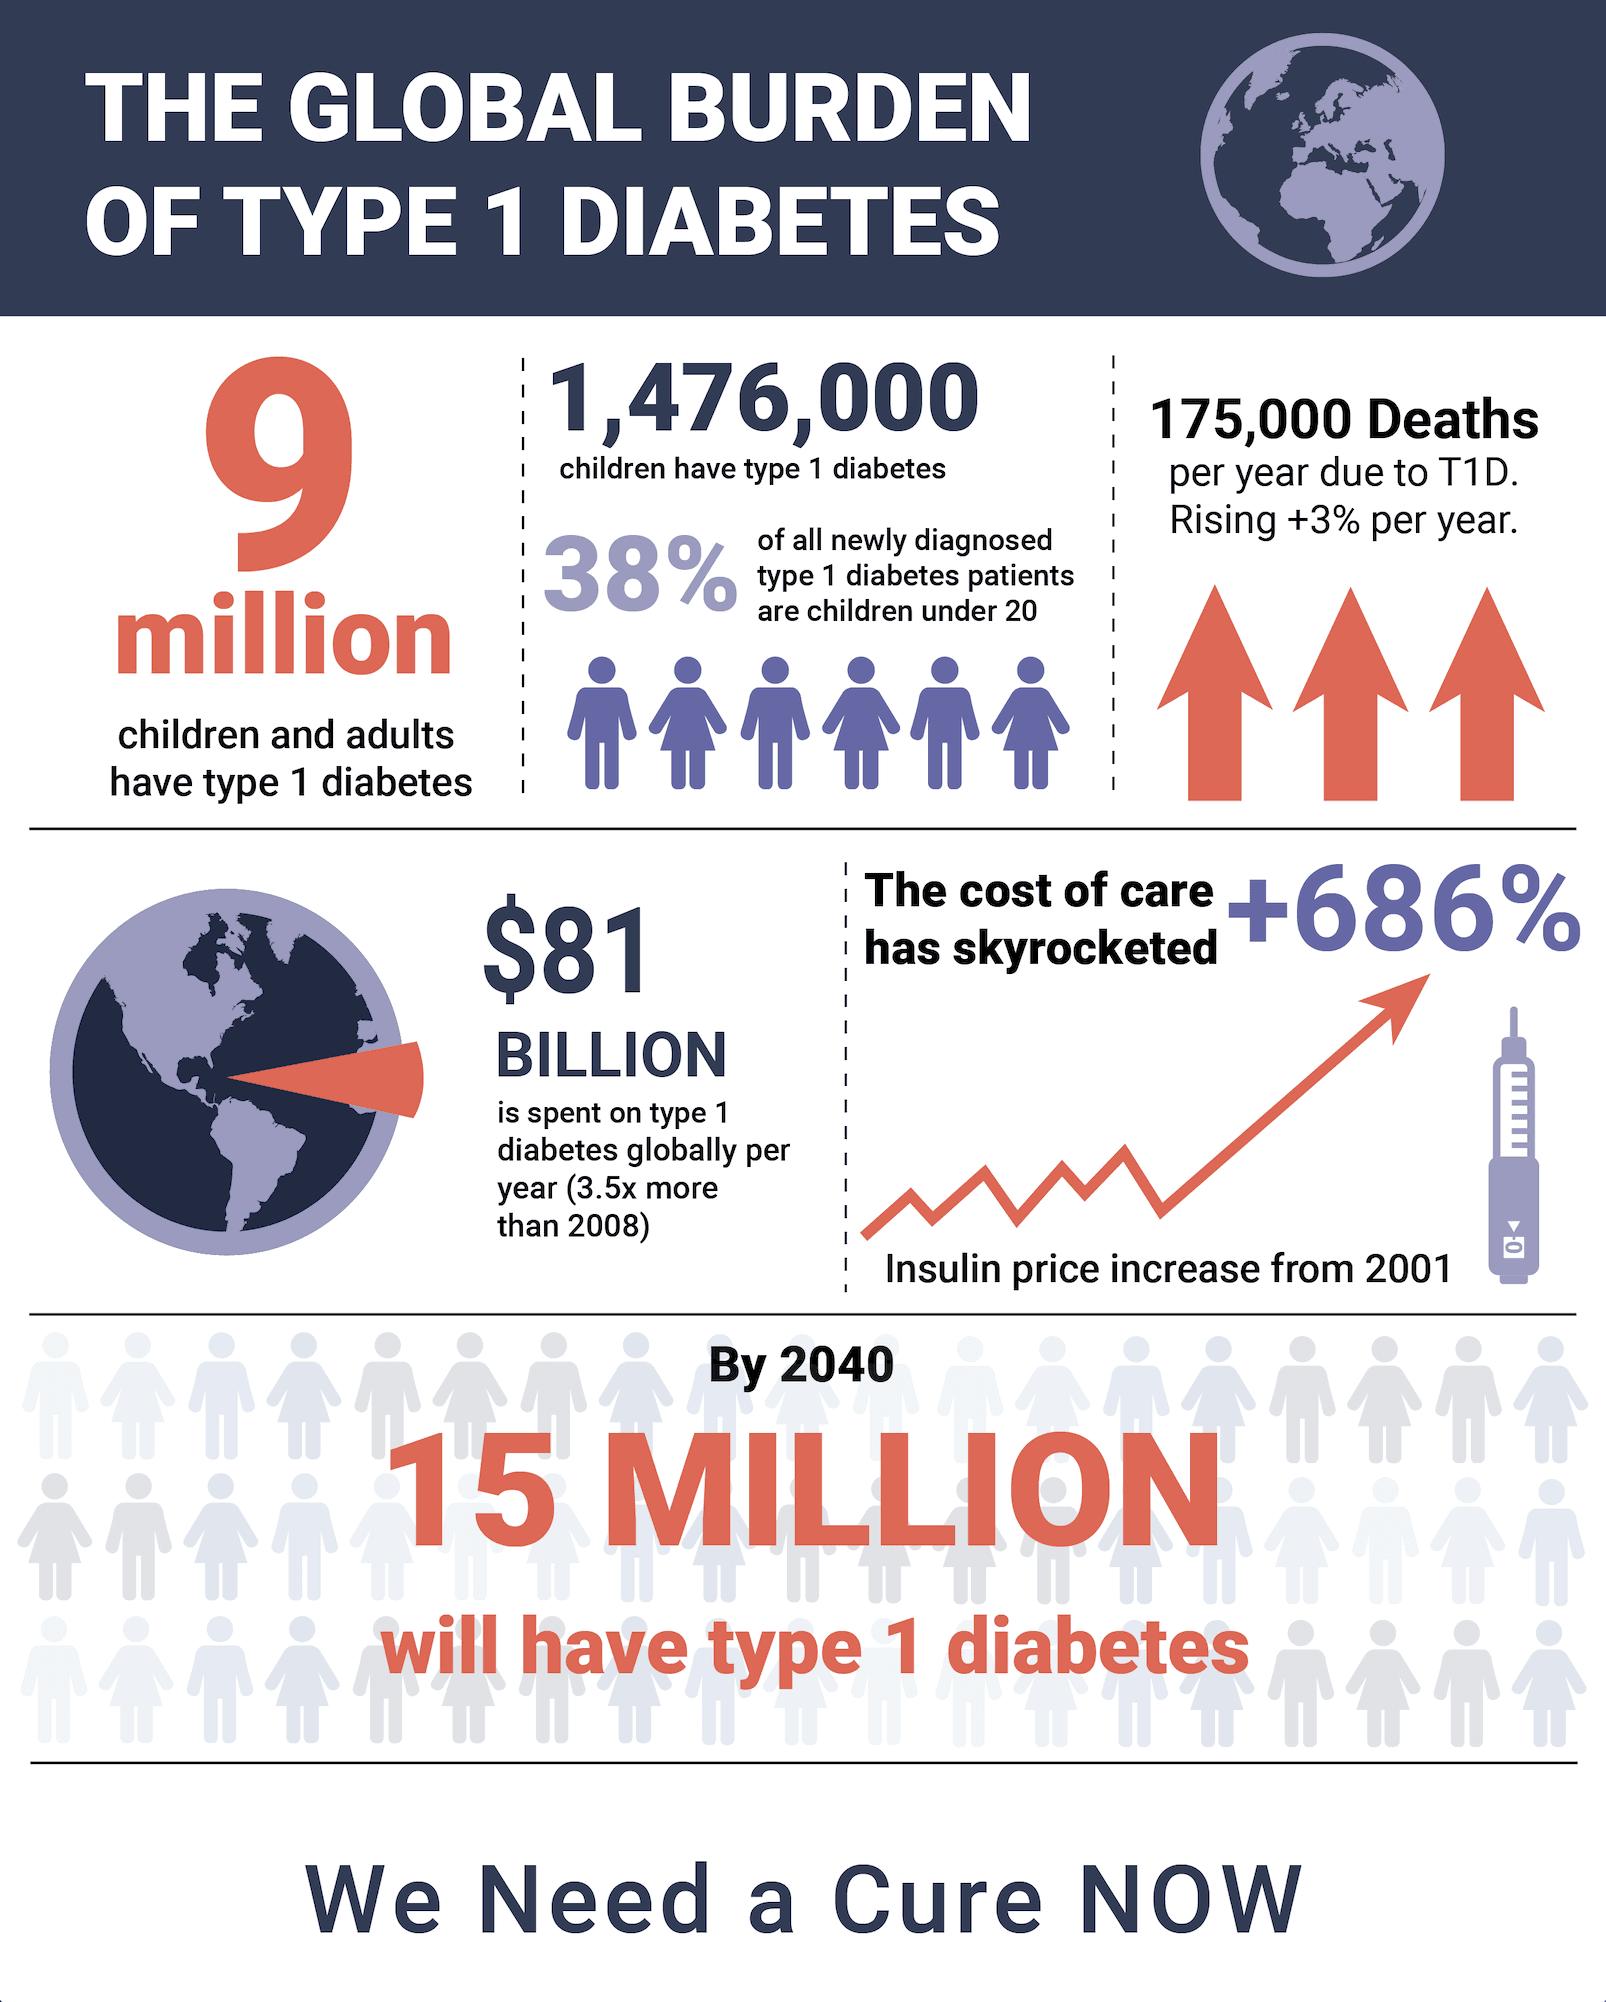 THE GLOBAL BURDEN
OF TYPE 1 DIABETES
9
million
children and adults
have type 1 diabetes
1,476,000
children have type 1 diabetes
38%
of all newly diagnosed
type 1 diabetes patients
are children under 20
175,000 Deaths
per year due to T1D.
Rising +3% per year.
$81
BILLION
is spent on type 1
diabetes globally per
year (3.5x more
than 2008)
The cost of care
has skyrocketed
+686%
0
Insulin price increase from 2001
By 2040
15 MILLION
will have type 1 diabetes
We Need a Cure NOW